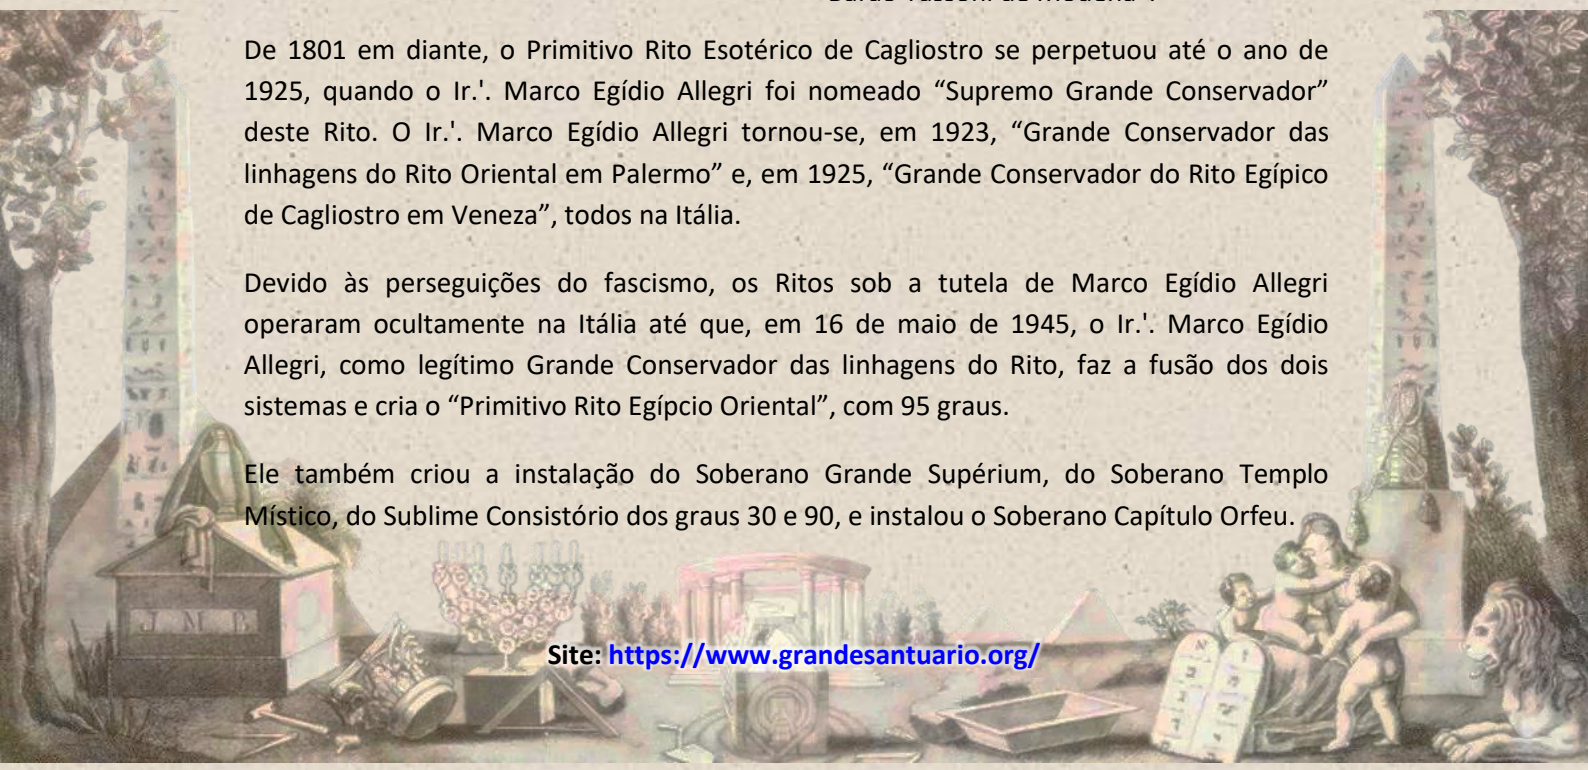 De 1801 em diante, o Primitivo Rito Esotérico de Cagliostro se perpetuou até o ano de
1925, quando o Ir.'. Marco Egídio Allegri foi nomeado “Supremo Grande Conservador”
deste Rito. O Ir.'. Marco Egídio Allegri tornou-se, em 1923, “Grande Conservador das
linhagens do Rito Oriental em Palermo” e, em 1925, “Grande Conservador do Rito Egípico
de Cagliostro em Veneza”, todos na Itália.
Devido às perseguições do fascismo, os Ritos sob a tutela de Marco Egídio Allegri
operaram ocultamente na Itália até que, em 16 de maio de 1945, o Ir.'. Marco Egídio
Allegri, como legítimo Grande Conservador das linhagens do Rito, faz a fusão dos dois
sistemas e cria o “Primitivo Rito Egípcio Oriental”, com 95 graus.
Ele também criou a instalação do Soberano Grande Supérium, do Soberano Templo
Místico, do Sublime Consistório dos graus 30 e 90, e instalou o Soberano Capítulo Orfeu.
J M B
Site: https://www.grandesantuario.org/